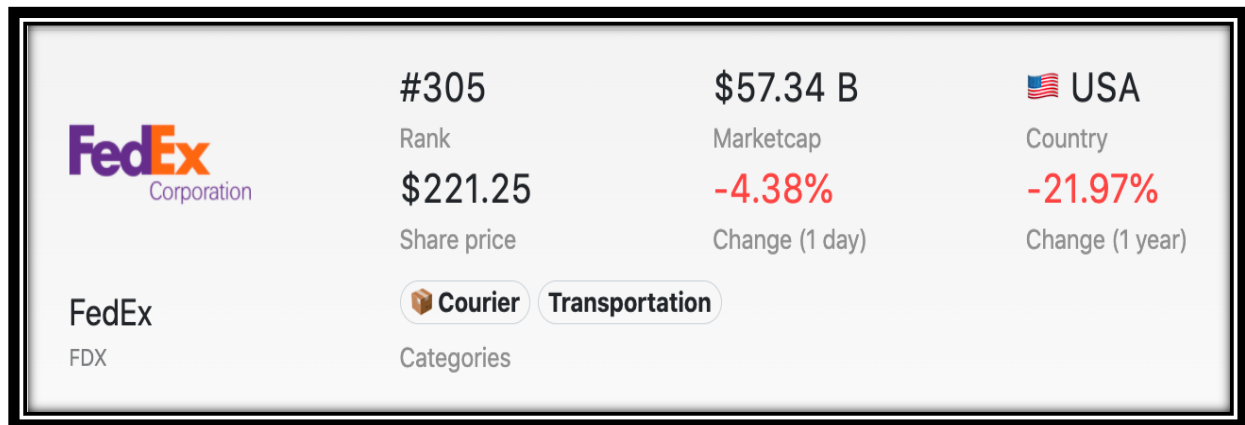 FedEx
Corporation
FedEx
FDX
#305
Rank
$57.34 B
Marketcap
USA
Country
$221.25
Share price
-4.38%
Change (1 day)
-21.97%
Change (1 year)
Courier
Transportation
Categories